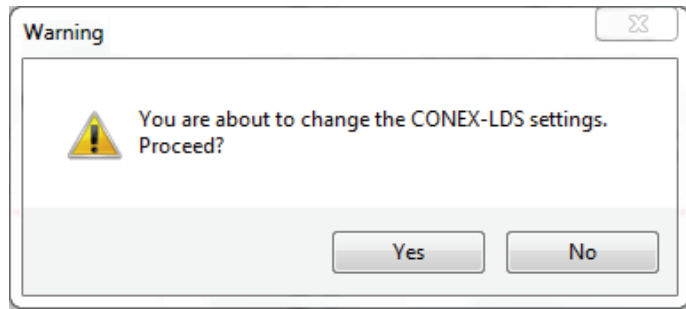 Warning
You are about to change the CONEX-LDS settings.
Proceed?
Yes
No